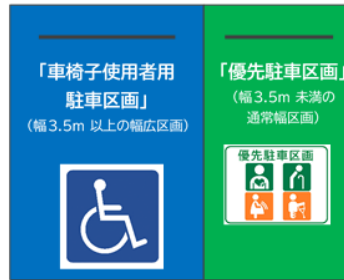 「車椅子使用者用
駐車区画」
（幅3.5m 以上の幅広区画）
「優先駐車区画」
（幅3.5m 未満の
通常幅区画）
優先駐車区画